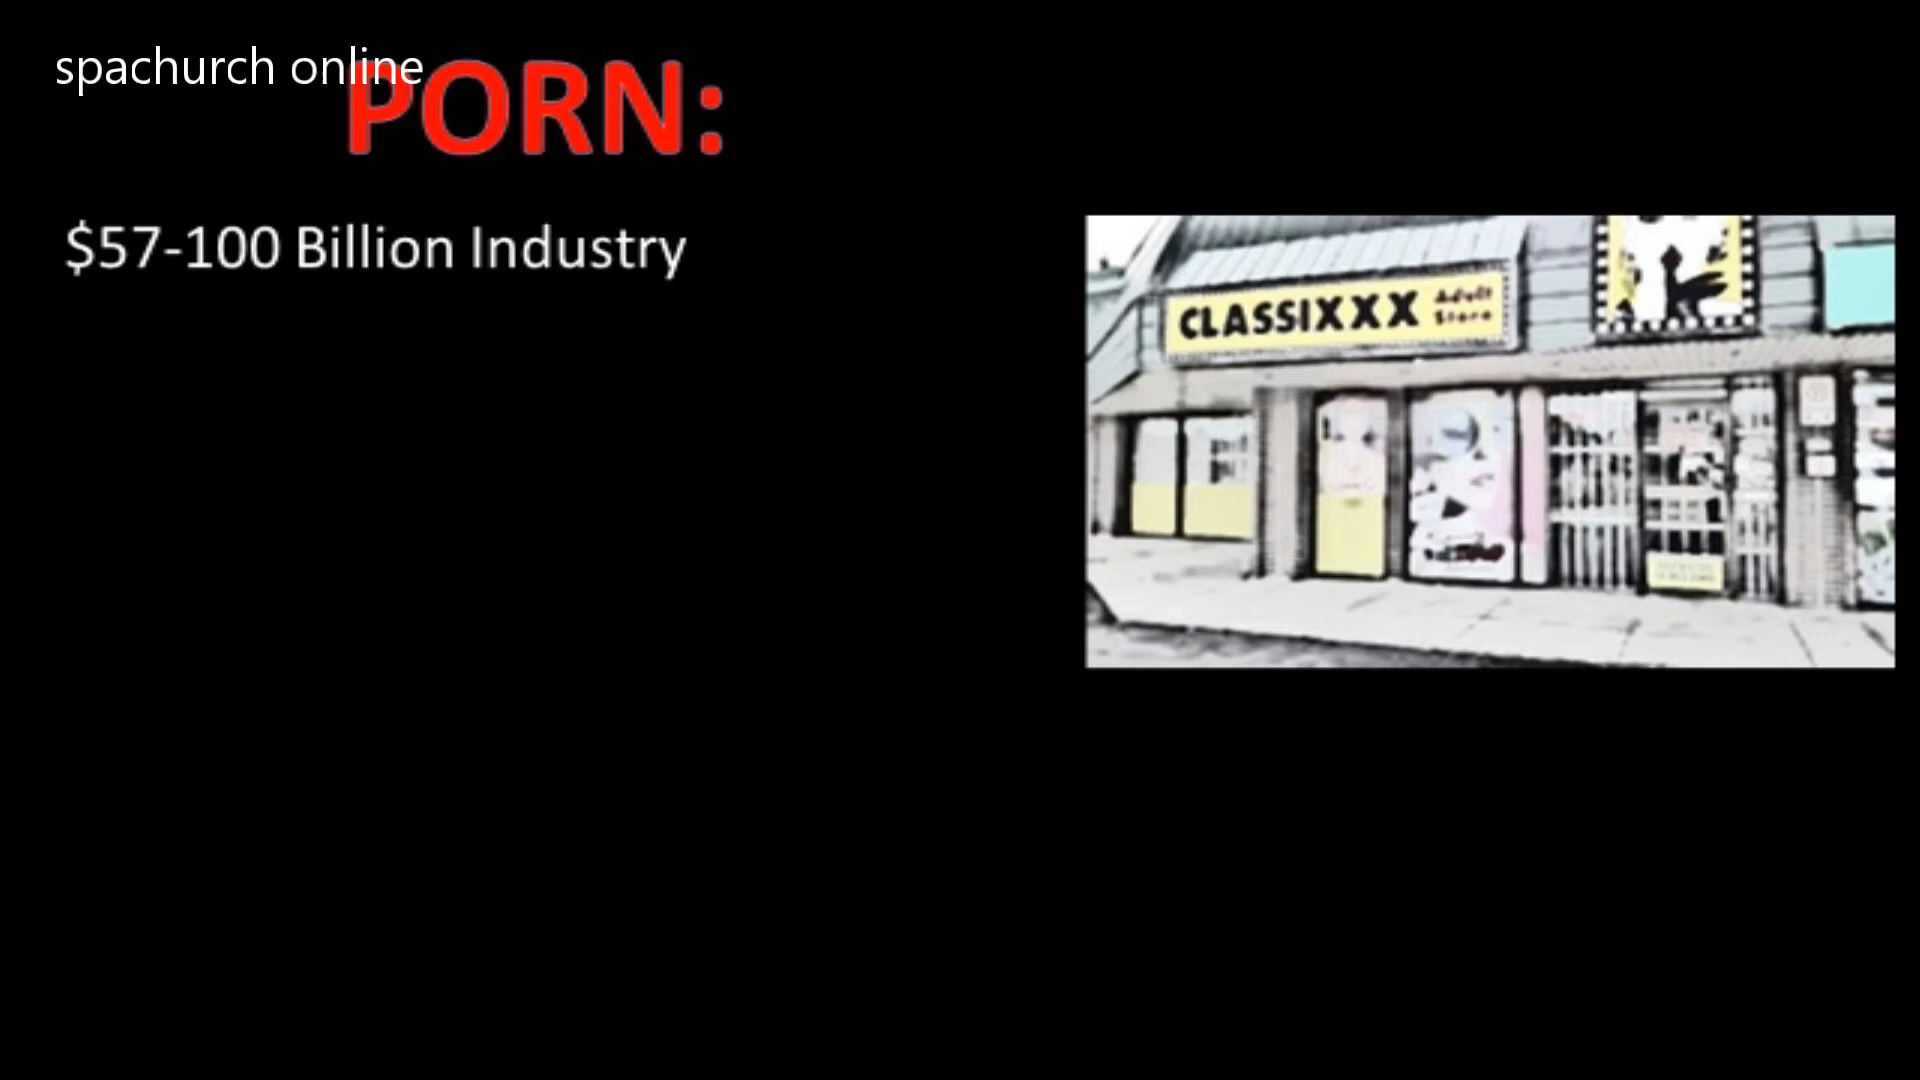 spachurch online
PORN:
$57-100 Billion Industry
CLASSIXXX Adult
Store